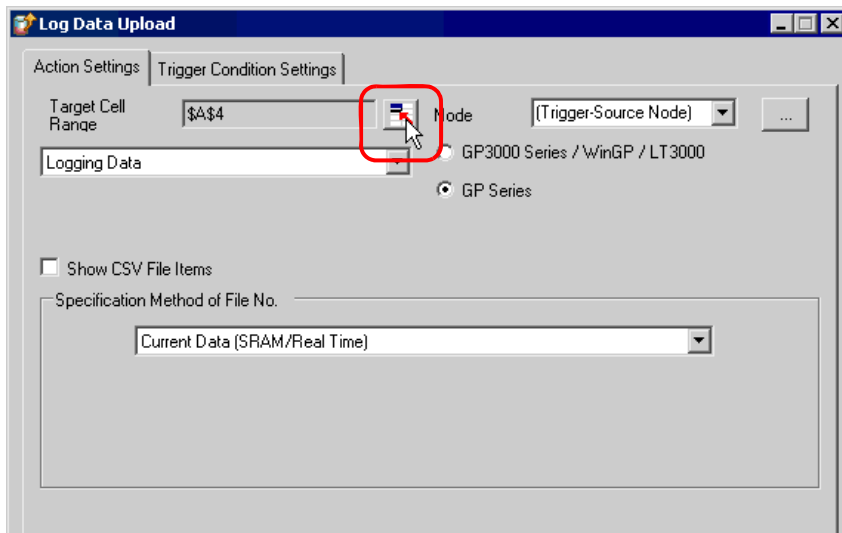 Log Data Upload
Action Settings
Trigger Condition Settings
Target Cell
Range
$A$4
Node
(Trigger-Source Node)
...
Logging Data
GP3000 Series / WinGP / LT3000
GP Series
Show CSV File Items
Specification Method of File No.
Current Data (SRAM/Real Time)